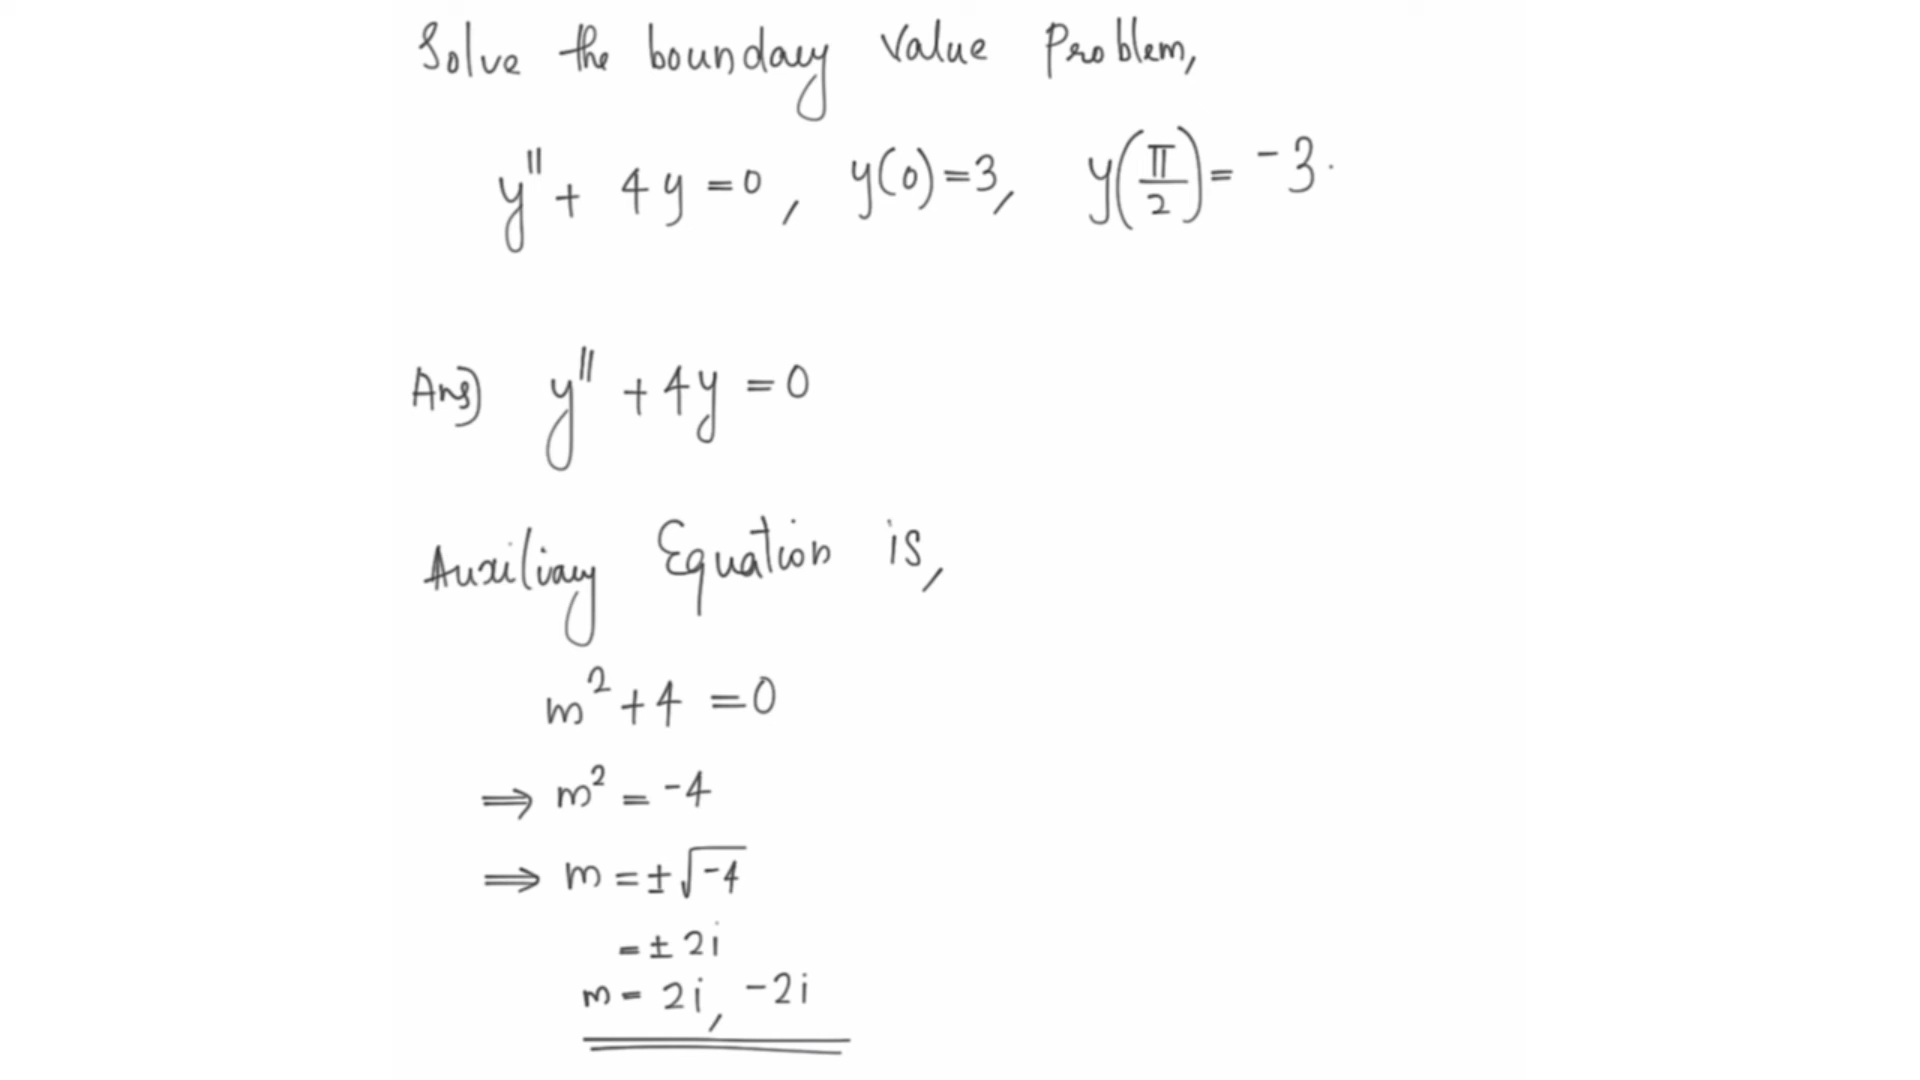 Solve the boundary value Problem,
y'' + 4y = 0, y(0) = 3, y(π/2) = -3.
Ans) y'' + 4y = 0
Auxiliary Equation is,
m² + 4 = 0
⟹ m² = -4
⟹ m = ±√-4
= ± 2i
m = 2i, -2i